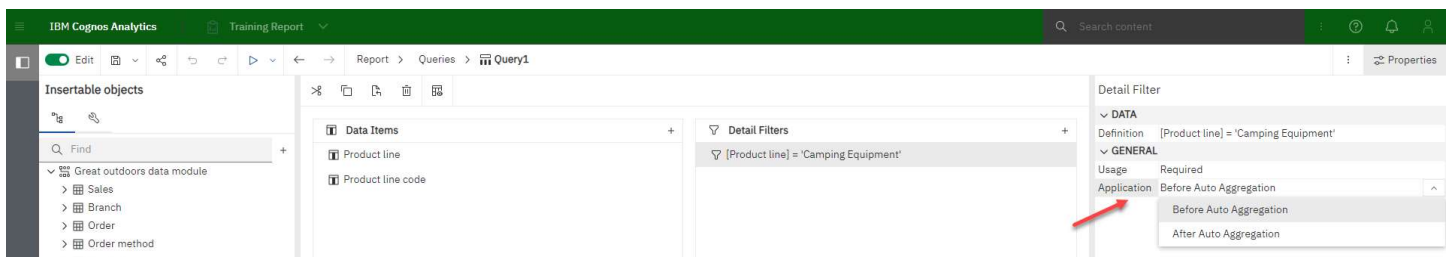 IBM Cognos Analytics
Training Report
Search content
Edit
Report > Queries > Query1
Properties
Insertable objects
Find
Great outdoors data module
Sales
Branch
Order
Order method
Data Items
Product line
Product line code
Detail Filters
[Product line] = 'Camping Equipment'
Detail Filter
DATA
Definition [Product line] = 'Camping Equipment'
GENERAL
Usage Required
Application Before Auto Aggregation
Before Auto Aggregation
After Auto Aggregation